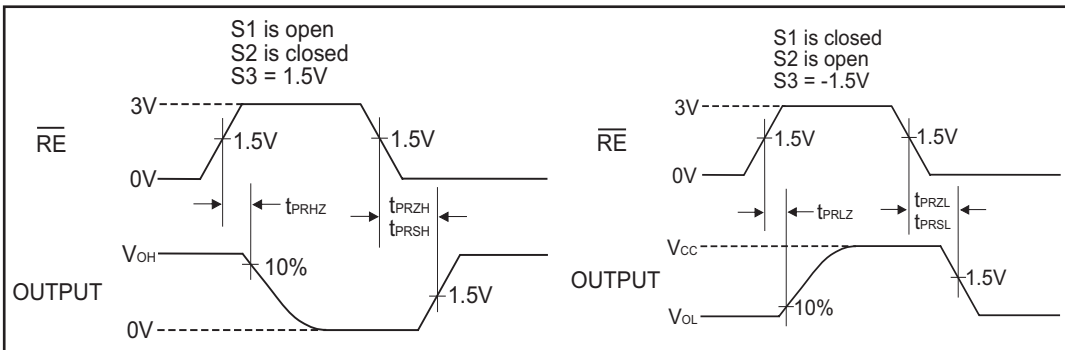 S1 is open
S2 is closed
S3 = 1.5V
3V
RE
1.5V
1.5V
0V
tPRHZ
tPRZH
tPRSH
VOH
10%
OUTPUT
1.5V
0V
S1 is closed
S2 is open
S3 = -1.5V
3V
RE
1.5V
1.5V
0V
tPRLZ
tPRZL
tPRSL
VCC
OUTPUT
1.5V
10%
VOL